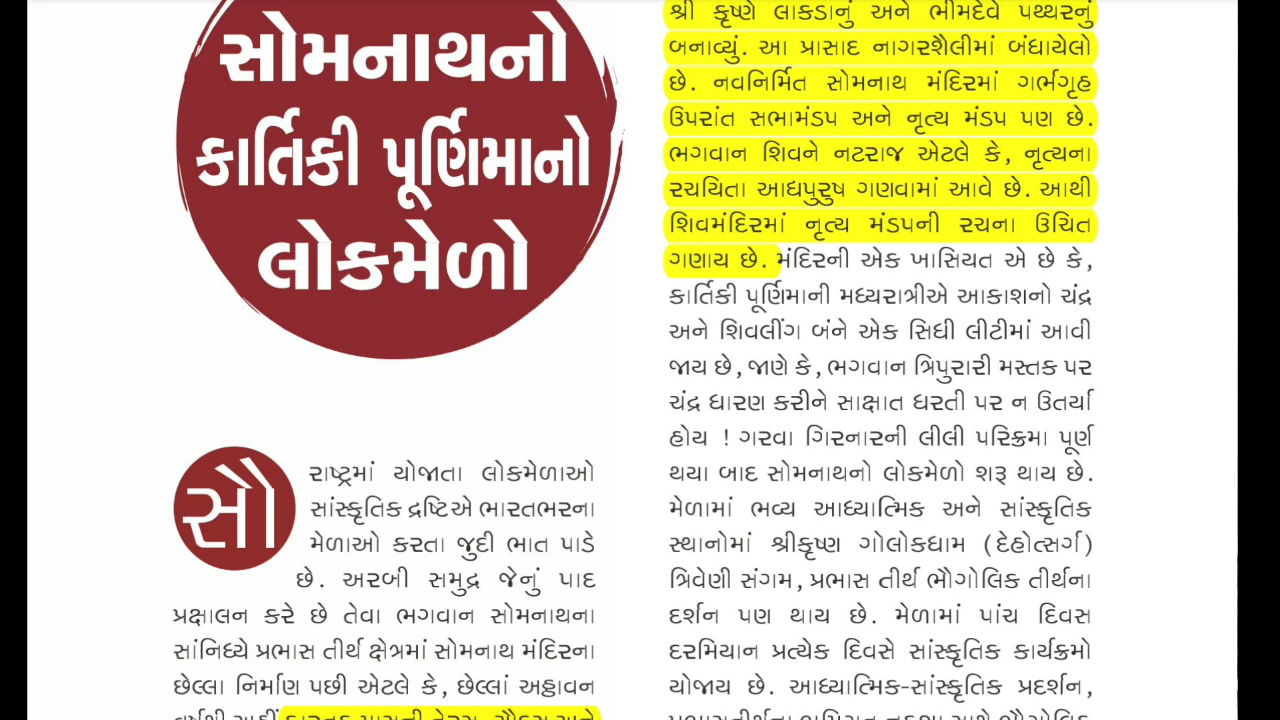 સોમનાથનો
કાર્તિકી પૂર્ણિમાનો
લોકમેળો
સૌ
રાષ્ટ્રમાં યોજાતા લોકમેળાઓ
સાંસ્કૃતિક દ્રષ્ટિએ ભારતભરના
મેળાઓ કરતા જુદી ભાત પાડે
છે. અરબી સમુદ્ર જેનું પાદ
પ્રક્ષાલન કરે છે તેવા ભગવાન સોમનાથના
સાંનિધ્યે પ્રભાસ તીર્થ ક્ષેત્રમાં સોમનાથ મંદિરના
છેલ્લા નિર્માણ પછી એટલે કે, છેલ્લાં અઠ્ઠાવન
શ્રી કૃષ્ણે લાકડાનું અને ભીમદેવે પથ્થરનું
બનાવ્યું. આ પ્રાસાદ નાગરશૈલીમાં બંધાયેલો
છે. નવનિર્મિત સોમનાથ મંદિરમાં ગર્ભગૃહ
ઉપરાંત સભામંડપ અને નૃત્ય મંડપ પણ છે.
ભગવાન શિવને નટરાજ એટલે કે, નૃત્યના
રચયિતા આદ્યપુરુષ ગણવામાં આવે છે. આથી
શિવમંદિરમાં નૃત્ય મંડપની રચના ઉચિત
ગણાય છે. મંદિરની એક ખાસિયત એ છે કે,
કાર્તિકી પૂર્ણિમાની મધ્યરાત્રીએ આકાશનો ચંદ્ર
અને શિવલીંગ બંને એક સિધી લીટીમાં આવી
જાય છે, જાણે કે, ભગવાન ત્રિપુરારી મસ્તક પર
ચંદ્ર ધારણ કરીને સાક્ષાત ધરતી પર ન ઉતર્યા
હોય ! ગરવા ગિરનારની લીલી પરિક્રમા પૂર્ણ
થયા બાદ સોમનાથનો લોકમેળો શરૂ થાય છે.
મેળામાં ભવ્ય આધ્યાત્મિક અને સાંસ્કૃતિક
સ્થાનોમાં શ્રીકૃષ્ણ ગોલોકધામ (દેહોત્સર્ગ)
ત્રિવેણી સંગમ, પ્રભાસ તીર્થ ભૌગોલિક તીર્થના
દર્શન પણ થાય છે. મેળામાં પાંચ દિવસ
દરમિયાન પ્રત્યેક દિવસે સાંસ્કૃતિક કાર્યક્રમો
યોજાય છે. આધ્યાત્મિક-સાંસ્કૃતિક પ્રદર્શન,